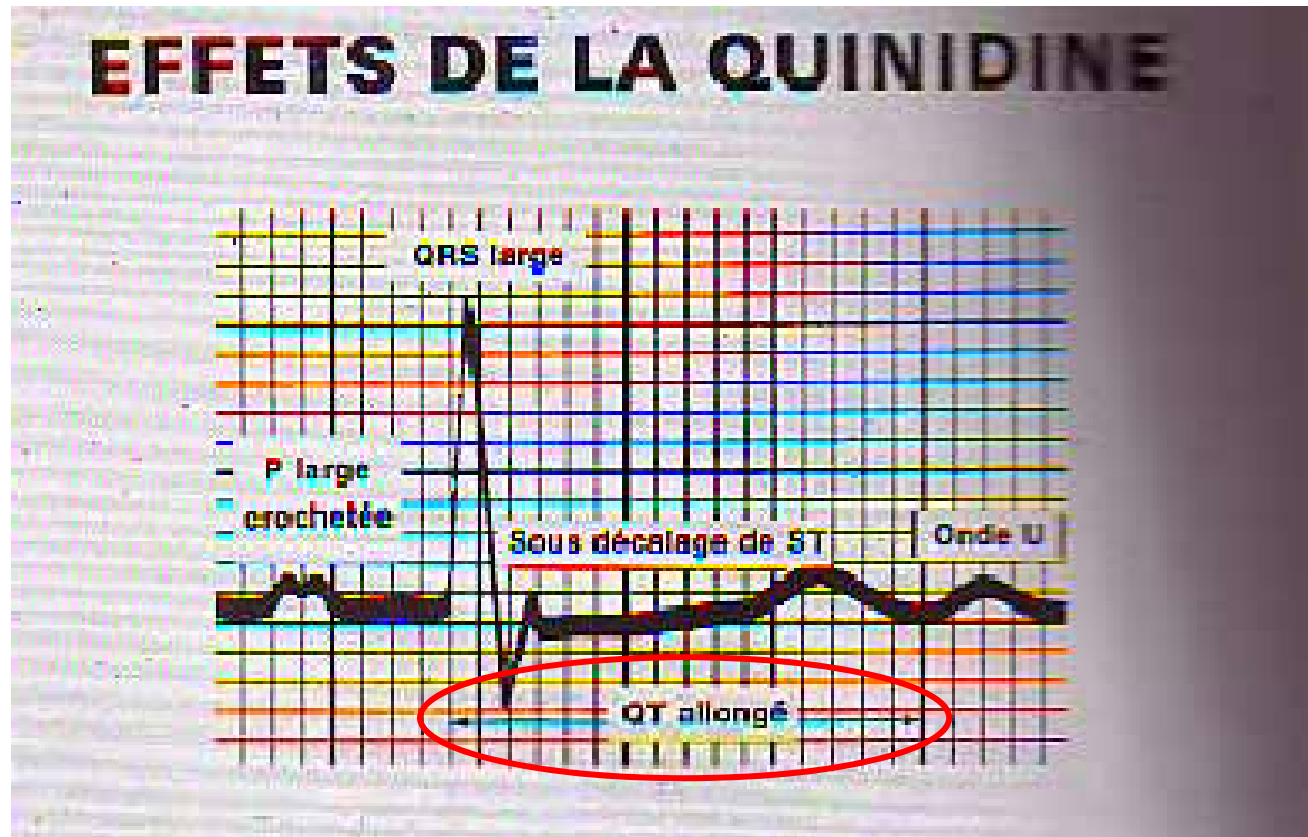 EFFETS DE LA QUINIDINE
QRS large
P large
crochetée
Sous décalage de ST
Onde U
QT allongé